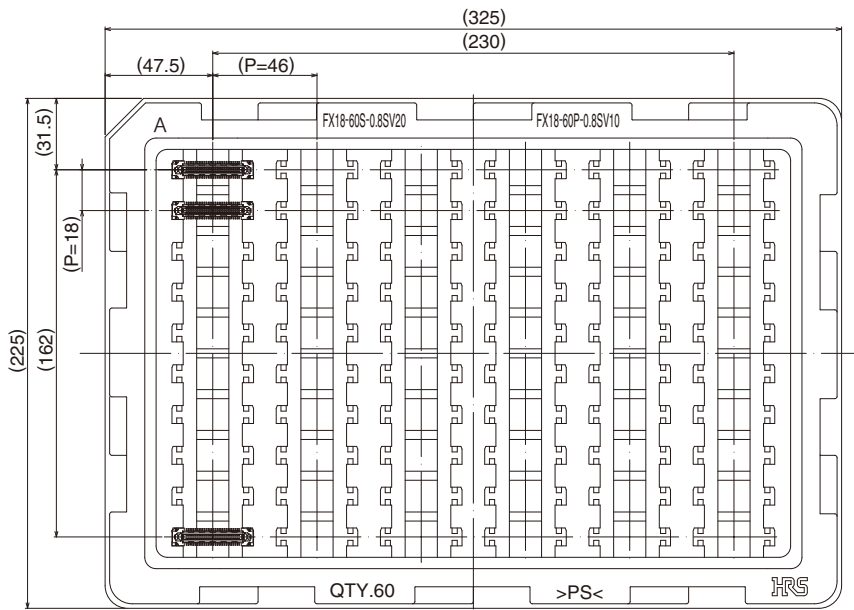 (325)
(230)
(47.5) (P=46)
(31.5)
A FX18-60S-0.8SV20 FX18-60P-0.8SV10
(P=18)
(162)
(225)
QTY.60 >PS< HRS